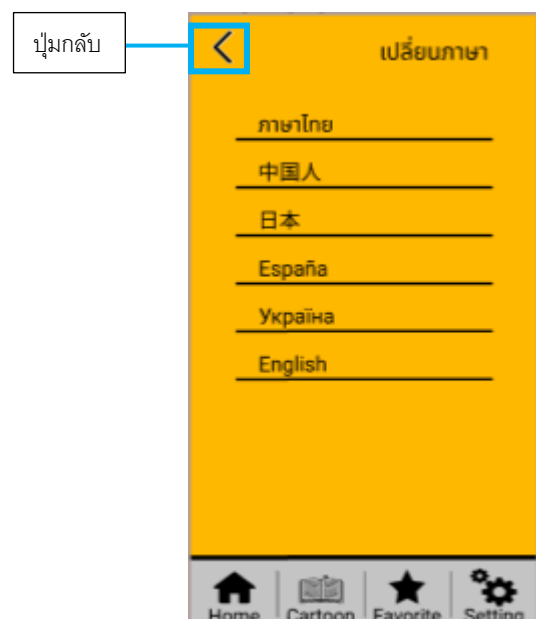 ปุ่มกลับ
เปลี่ยนภาษา
ภาษาไทย
中国人
日本
España
Україна
English
Home Cartoon Favorite Setting